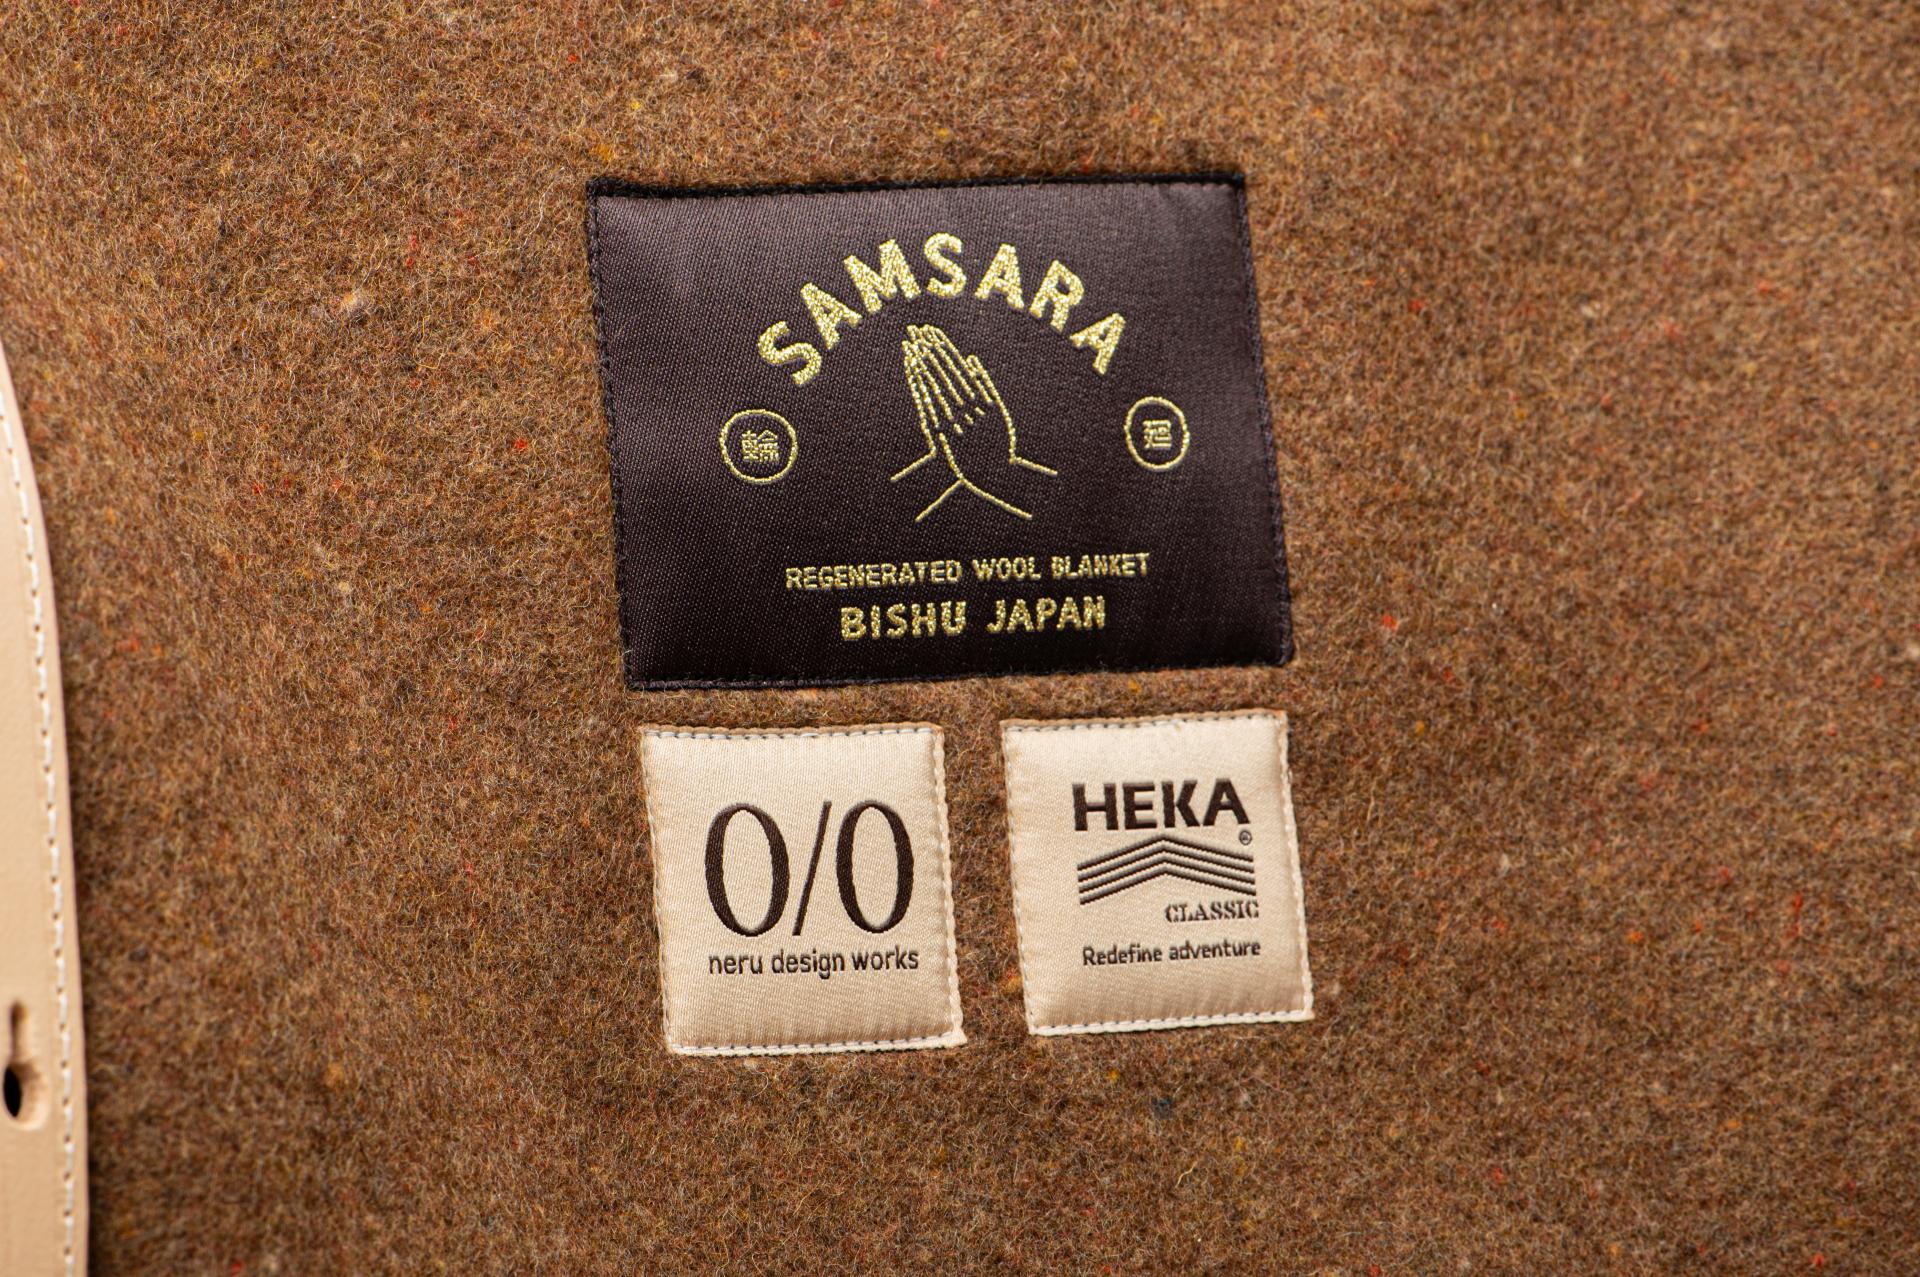 SAMSARA
輪 廻
REGENERATED WOOL BLANKET
BISHU JAPAN
0/0
neru design works
HEKA
®
CLASSIC
Redefine adventure